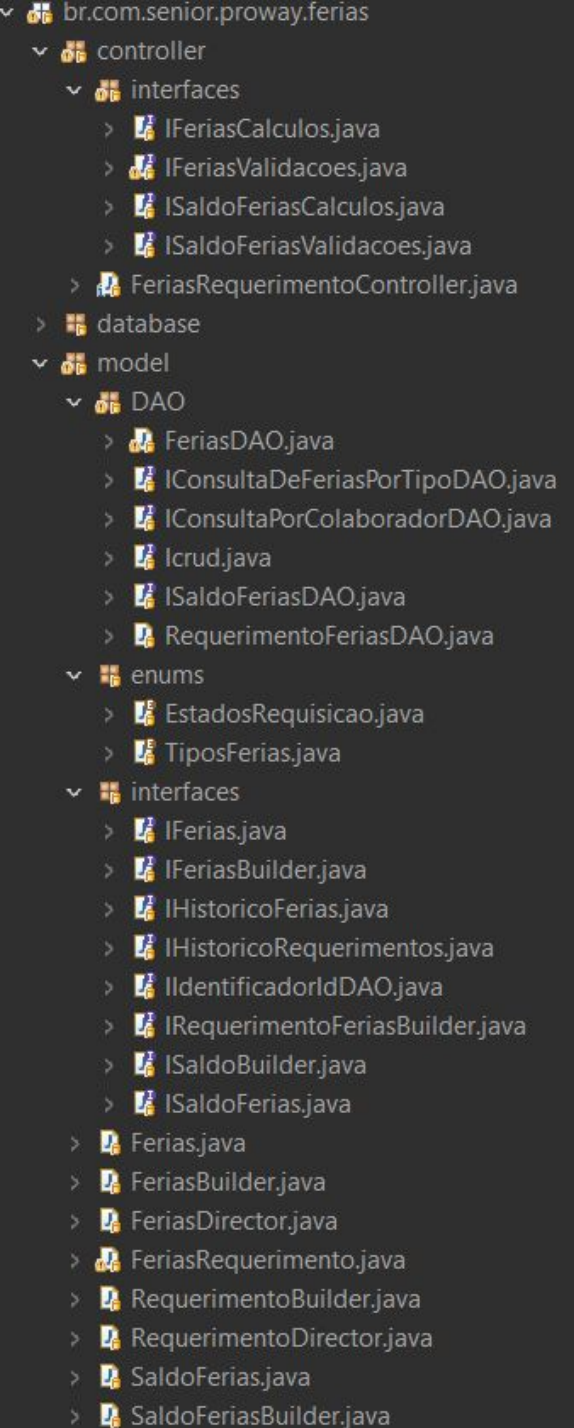 br.com.senior.proway.ferias
controller
interfaces
IFeriasCalculos.java
IFeriasValidacoes.java
ISaldoFeriasCalculos.java
ISaldoFeriasValidacoes.java
FeriasRequerimentoController.java
database
model
DAO
FeriasDAO.java
IConsultaDeFeriasPorTipoDAO.java
IConsultaPorColaboradorDAO.java
Icrud.java
ISaldoFeriasDAO.java
RequerimentoFeriasDAO.java
enums
EstadosRequisicao.java
TiposFerias.java
interfaces
IFerias.java
IFeriasBuilder.java
IHistoricoFerias.java
IHistoricoRequerimentos.java
IIdentificadorIdDAO.java
IRequerimentoFeriasBuilder.java
ISaldoBuilder.java
ISaldoFerias.java
Ferias.java
FeriasBuilder.java
FeriasDirector.java
FeriasRequerimento.java
RequerimentoBuilder.java
RequerimentoDirector.java
SaldoFerias.java
SaldoFeriasBuilder.java